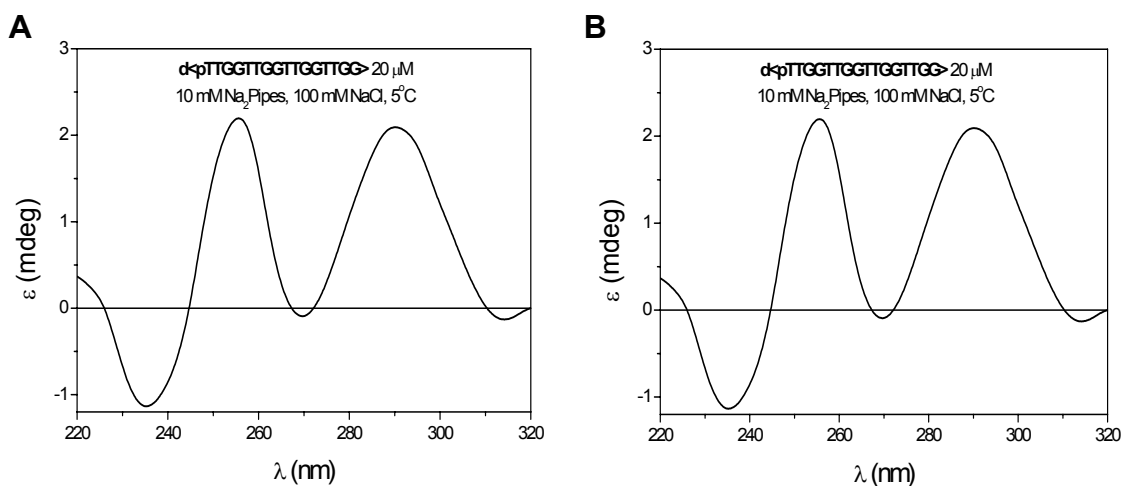 A
d<pTTGGTTGGTTGGTTGG> 20 μM
10 mM Na₂Pipes, 100 mM NaCl, 5°C
3
2
1
0
-1
ε (mdeg)
220 240 260 280 300 320
λ (nm)
B
d<pTTGGTTGGTTGGTTGG> 20 μM
10 mM Na₂Pipes, 100 mM NaCl, 5°C
3
2
1
0
-1
ε (mdeg)
220 240 260 280 300 320
λ (nm)